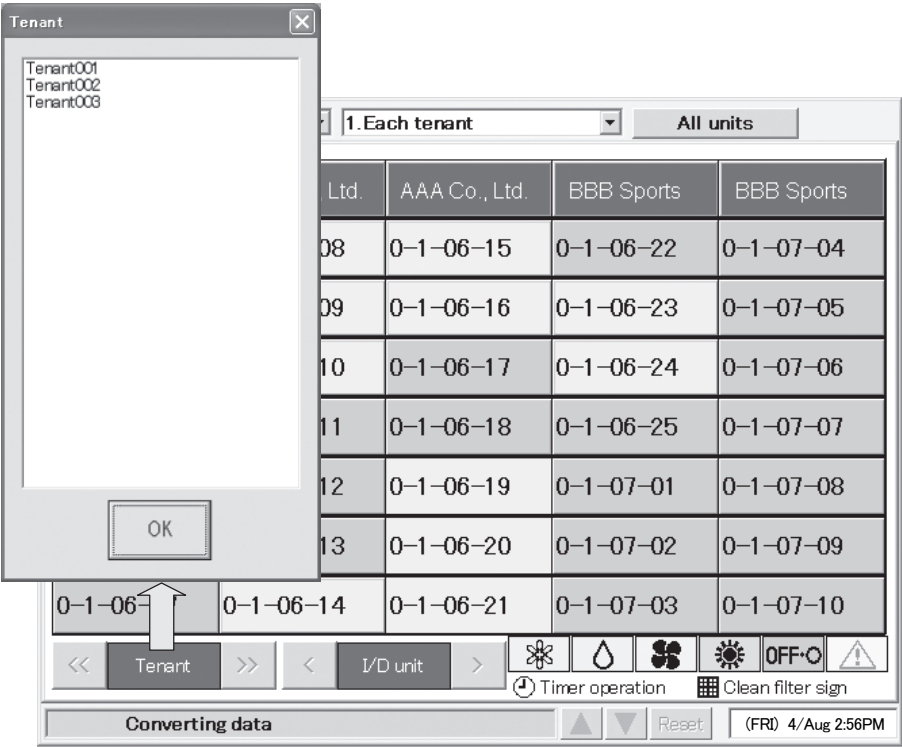 Tenant
Tenant001
Tenant002
Tenant003
OK
1.Each tenant
All units
Ltd. AAA Co., Ltd. BBB Sports BBB Sports
08 0-1-06-15 0-1-06-22 0-1-07-04
09 0-1-06-16 0-1-06-23 0-1-07-05
10 0-1-06-17 0-1-06-24 0-1-07-06
11 0-1-06-18 0-1-06-25 0-1-07-07
12 0-1-06-19 0-1-07-01 0-1-07-08
13 0-1-06-20 0-1-07-02 0-1-07-09
0-1-06- 0-1-06-14 0-1-06-21 0-1-07-03 0-1-07-10
<< Tenant >> < I/D unit > OFF
Timer operation Clean filter sign
Converting data Reset (FRI) 4/Aug 2:56PM